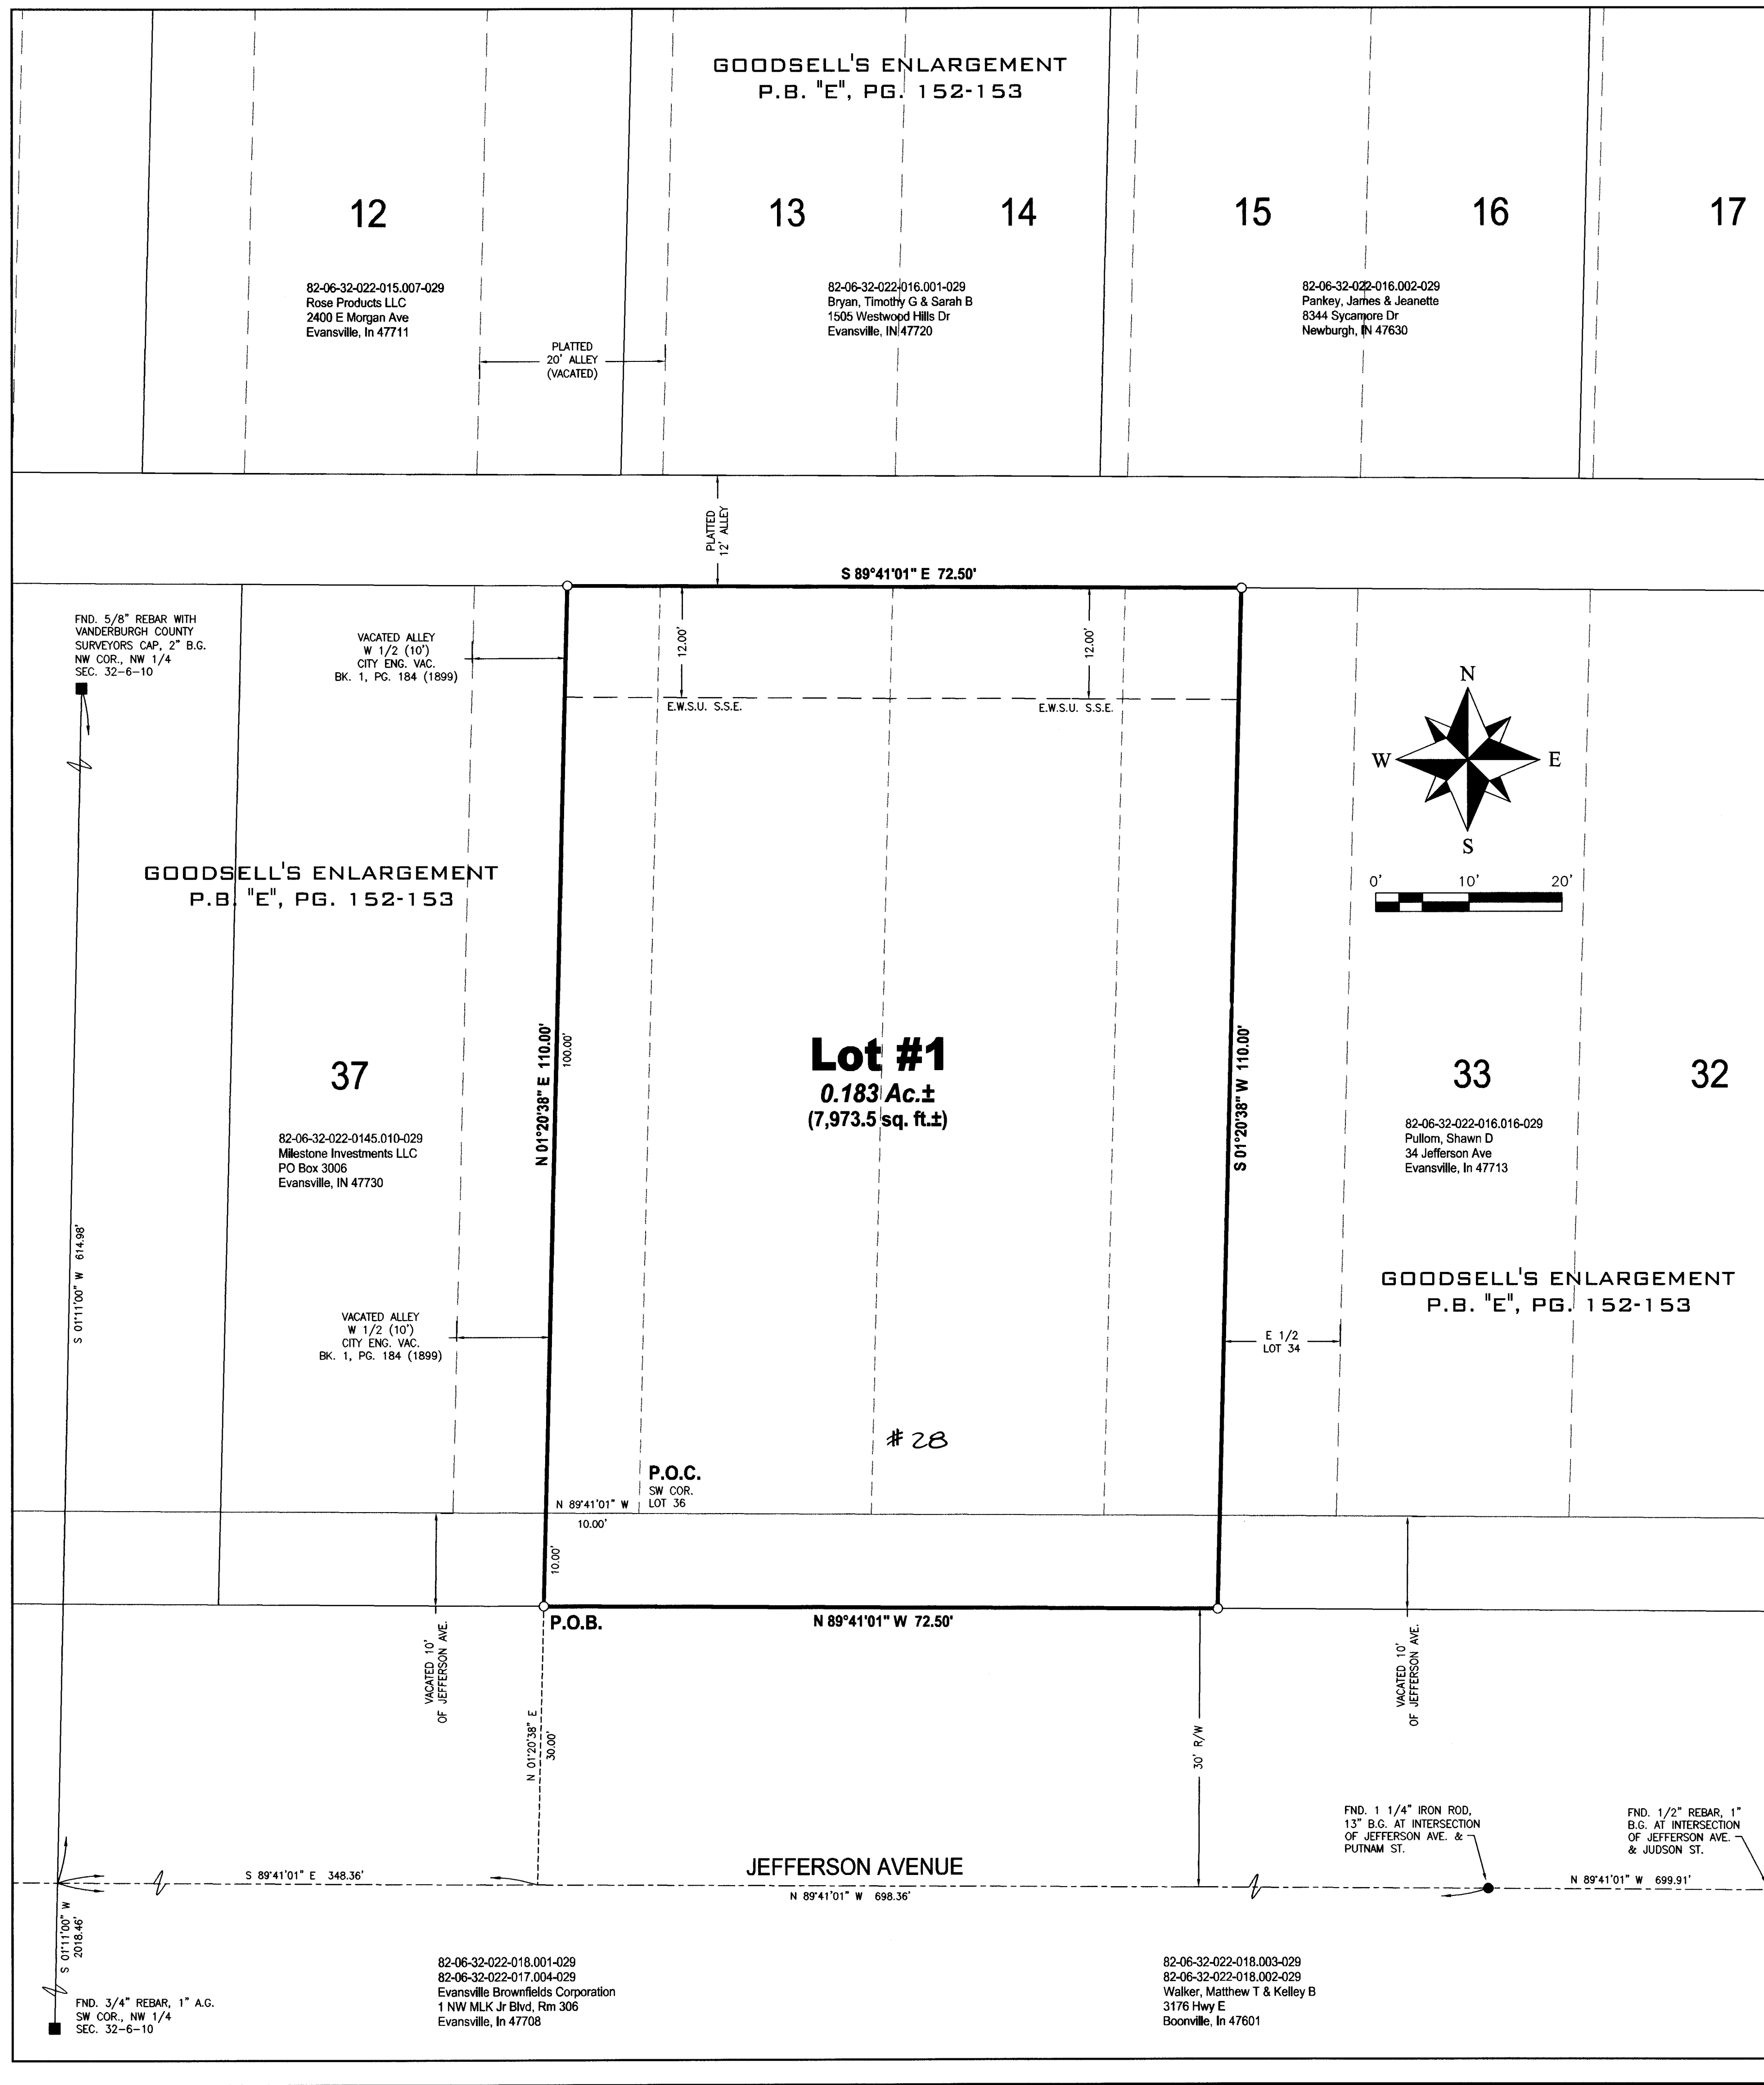 GOODSELL'S ENLARGEMENT
P.B. "E", PG. 152-153
12
13
14
15
16
17
82-06-32-022-015.007-029
Rose Products LLC
2400 E Morgan Ave
Evansville, In 47711
82-06-32-022-016.001-029
Bryan, Timothy G & Sarah B
1505 Westwood Hills Dr
Evansville, IN 47720
82-06-32-022-016.002-029
Pankey, James & Jeanette
8344 Sycamore Dr
Newburgh, IN 47630
PLATTED
20' ALLEY
(VACATED)
PLATTED
12' ALLEY
S 89°41'01" E 72.50'
FND. 5/8" REBAR WITH
VANDERBURGH COUNTY
SURVEYORS CAP, 2" B.G.
NW COR., NW 1/4
SEC. 32-6-10
VACATED ALLEY
W 1/2 (10')
CITY ENG. VAC.
BK. 1, PG. 184 (1899)
12.00'
12.00'
E.W.S.U. S.S.E.
E.W.S.U. S.S.E.
N
W
E
S
0'
10'
20'
GOODSELL'S ENLARGEMENT
P.B. "E", PG. 152-153
N 01°20'38" E 110.00'
100.00'
Lot #1
0.183 Ac.±
(7,973.5 sq. ft.±)
S 01°20'38" W 110.00'
37
33
32
82-06-32-022-0145.010-029
Milestone Investments LLC
PO Box 3006
Evansville, IN 47730
82-06-32-022-016.016-029
Pullom, Shawn D
34 Jefferson Ave
Evansville, In 47713
S 01°11'00" W 614.98'
GOODSELL'S ENLARGEMENT
P.B. "E", PG. 152-153
VACATED ALLEY
W 1/2 (10')
CITY ENG. VAC.
BK. 1, PG. 184 (1899)
E 1/2
LOT 34
#28
P.O.C.
SW COR.
LOT 36
N 89°41'01" W
10.00'
10.00'
P.O.B.
N 89°41'01" W 72.50'
VACATED 10'
OF JEFFERSON AVE.
VACATED 10'
OF JEFFERSON AVE.
N 01°20'38" E
30.00'
30' R/W
FND. 1 1/4" IRON ROD,
13" B.G. AT INTERSECTION
OF JEFFERSON AVE. &
PUTNAM ST.
FND. 1/2" REBAR, 1"
B.G. AT INTERSECTION
OF JEFFERSON AVE.
& JUDSON ST.
JEFFERSON AVENUE
S 89°41'01" E 348.36'
N 89°41'01" W 698.36'
N 89°41'01" W 699.91'
S 01°11'00" W
2018.46'
82-06-32-022-018.001-029
82-06-32-022-017.004-029
Evansville Brownfields Corporation
1 NW MLK Jr Blvd, Rm 306
Evansville, In 47708
82-06-32-022-018.003-029
82-06-32-022-018.002-029
Walker, Matthew T & Kelley B
3176 Hwy E
Boonville, In 47601
FND. 3/4" REBAR, 1" A.G.
SW COR., NW 1/4
SEC. 32-6-10